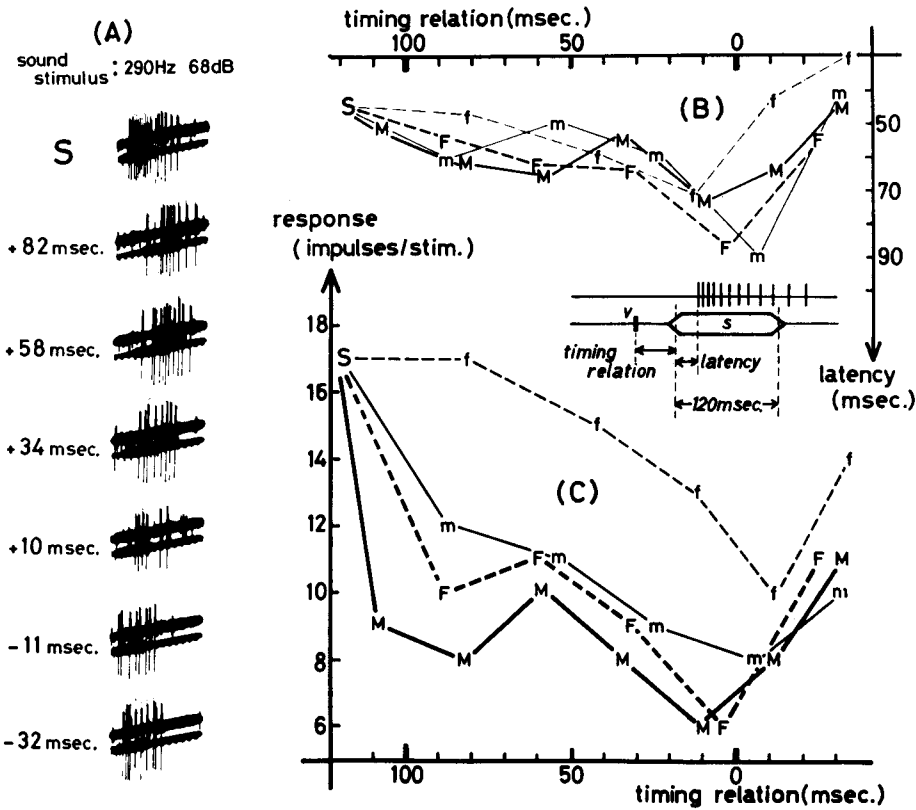 (A)
sound stimulus : 290Hz 68dB
S
+82 msec.
+58 msec.
+34 msec.
+10 msec.
-11 msec.
-32 msec.
timing relation (msec.)
100 50 0
(B)
S
M m M F f m F M f M m F f M F m f M m F f
50
70
90
latency
(msec.)
v s
timing relation
latency
120msec.
response
(impulses/stim.)
18
16
14
12
10
8
6
(C)
S
f f f f f
m m m m m
F F F F F
M M M M M M M
100 50 0
timing relation (msec.)